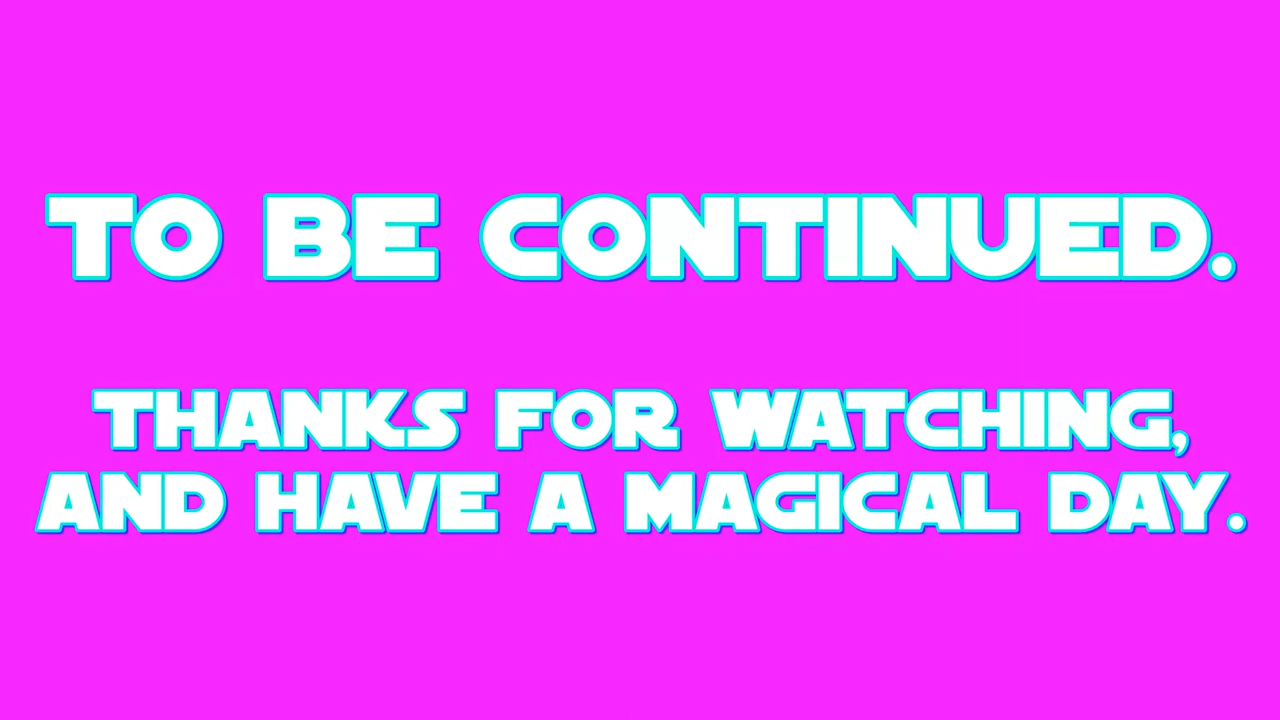 TO BE CONTINUED.
THANKS FOR WATCHING,
AND HAVE A MAGICAL DAY.